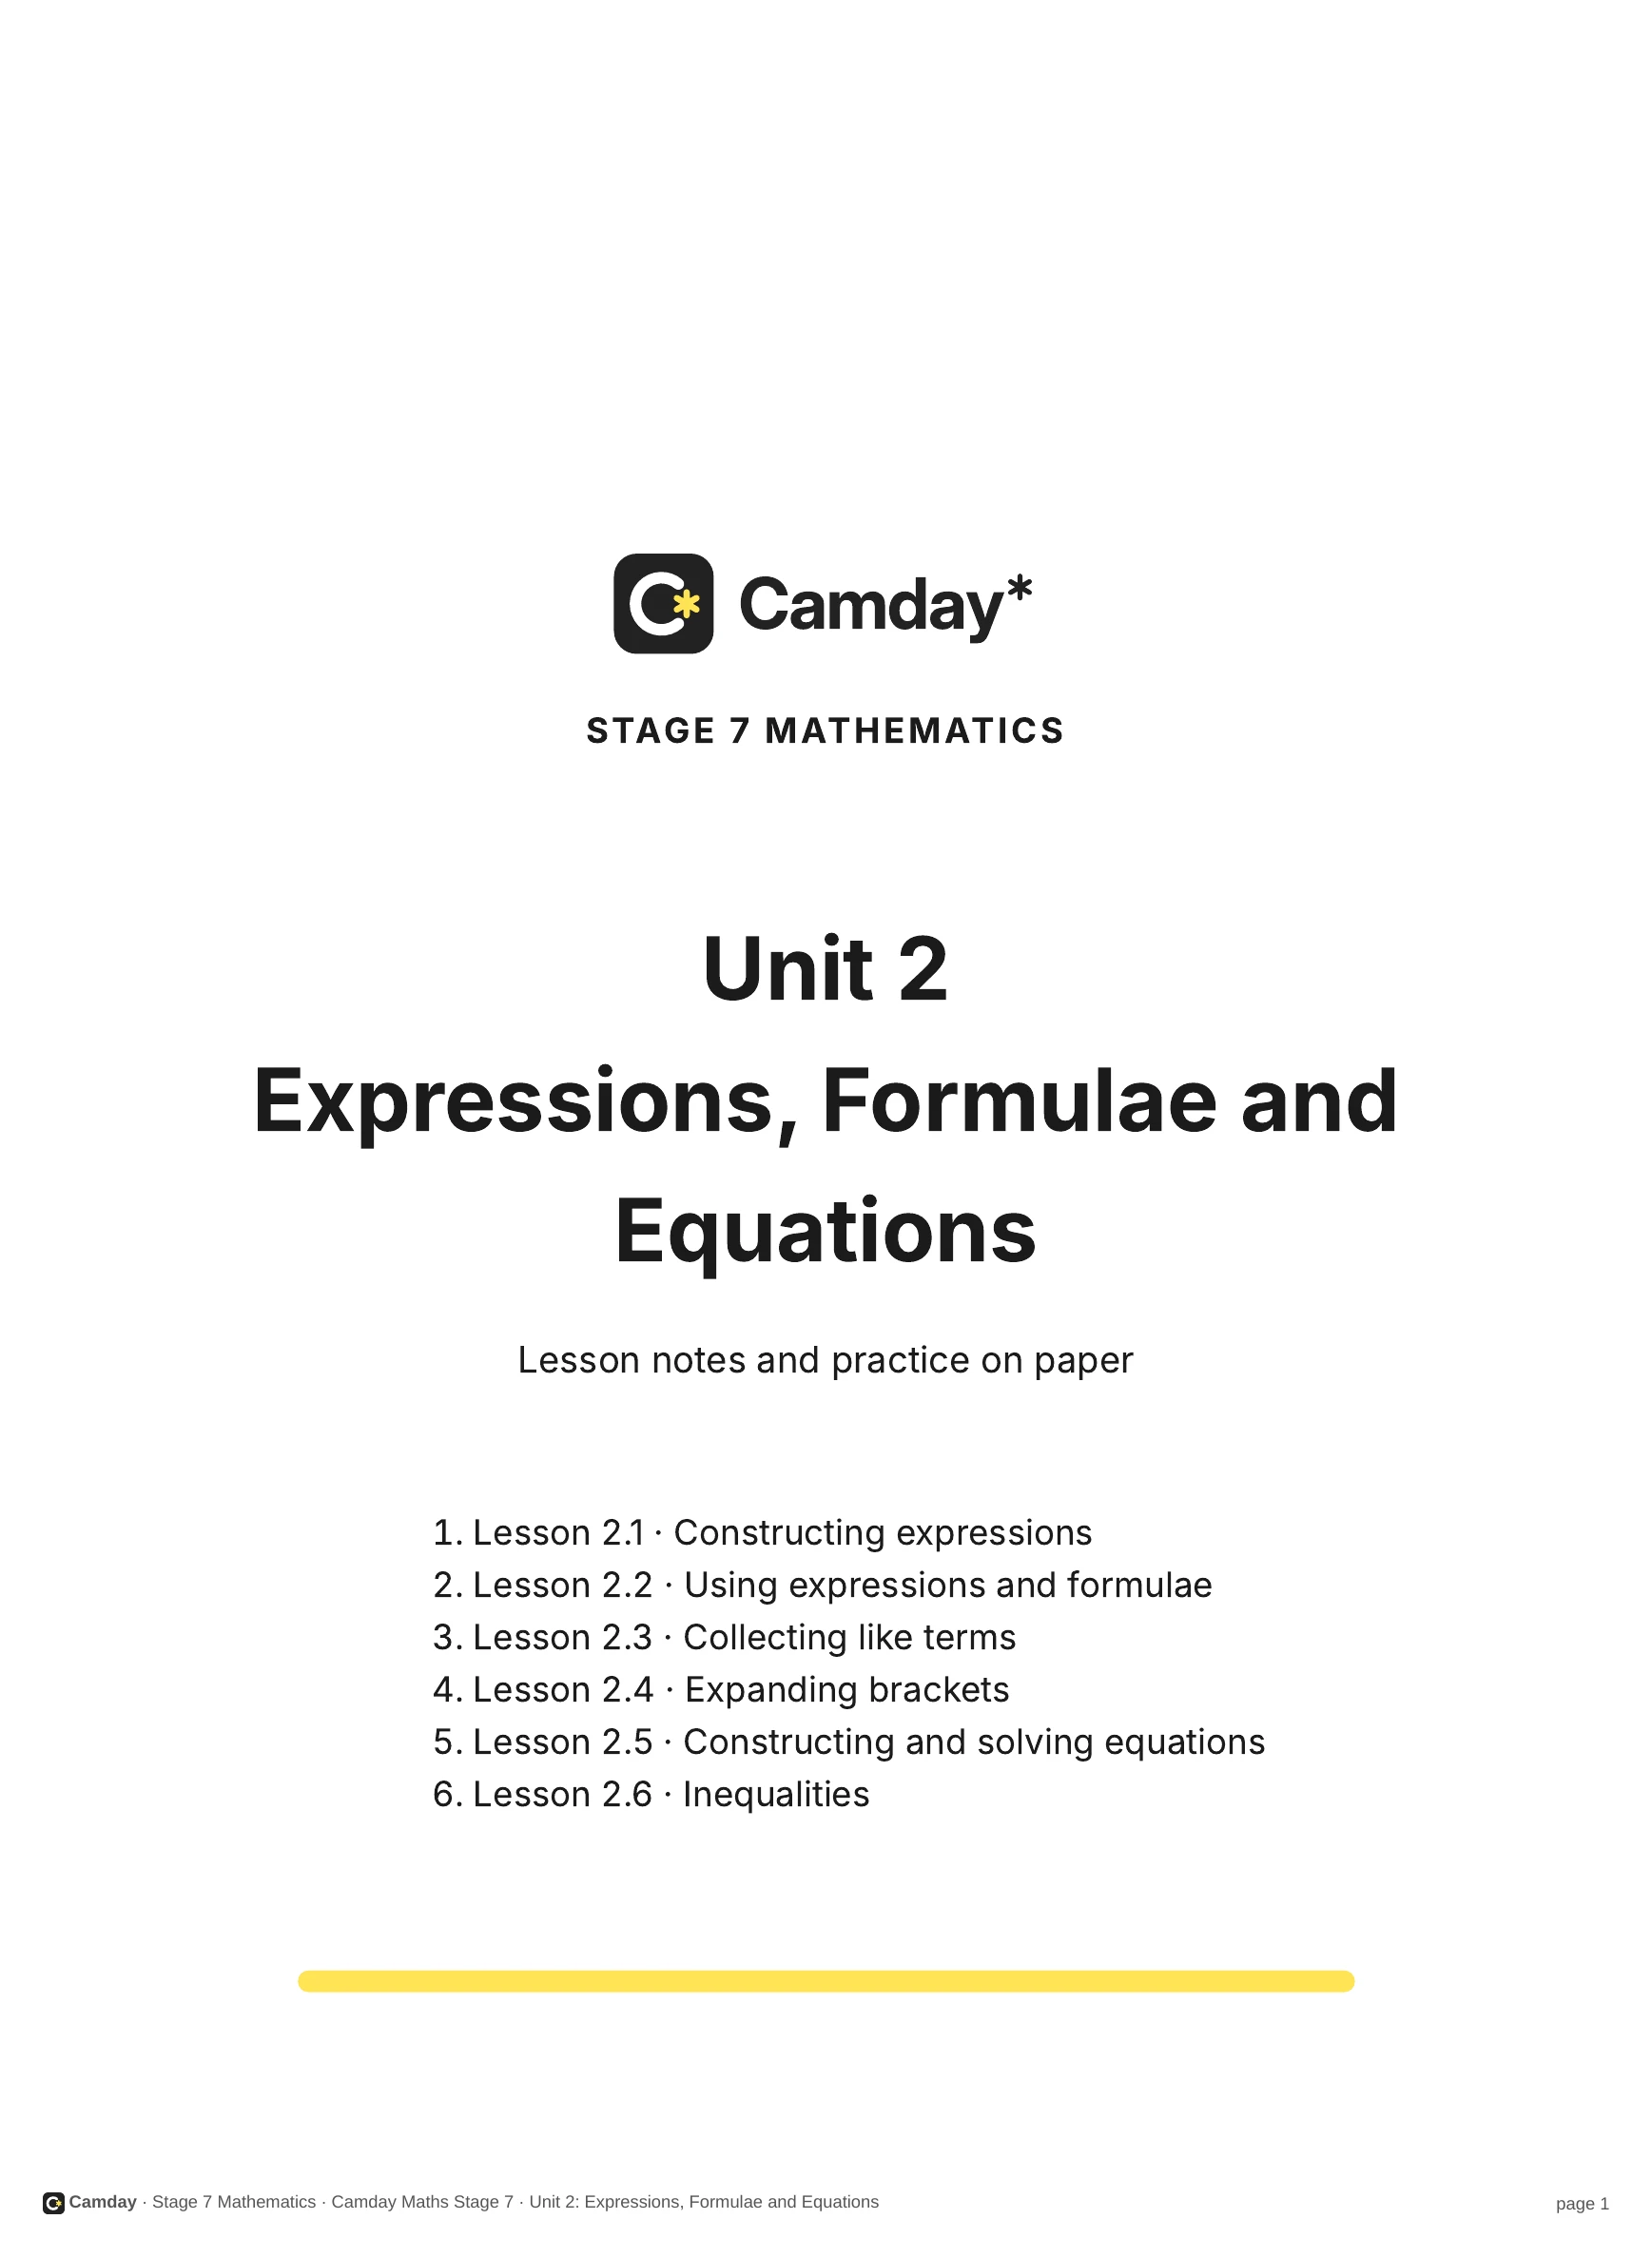 Camday*
STAGE 7 MATHEMATICS
Unit 2
Expressions, Formulae and
Equations
Lesson notes and practice on paper
1. Lesson 2.1 · Constructing expressions
2. Lesson 2.2 · Using expressions and formulae
3. Lesson 2.3 · Collecting like terms
4. Lesson 2.4 · Expanding brackets
5. Lesson 2.5 · Constructing and solving equations
6. Lesson 2.6 · Inequalities
Camday · Stage 7 Mathematics · Camday Maths Stage 7 · Unit 2: Expressions, Formulae and Equations
page 1